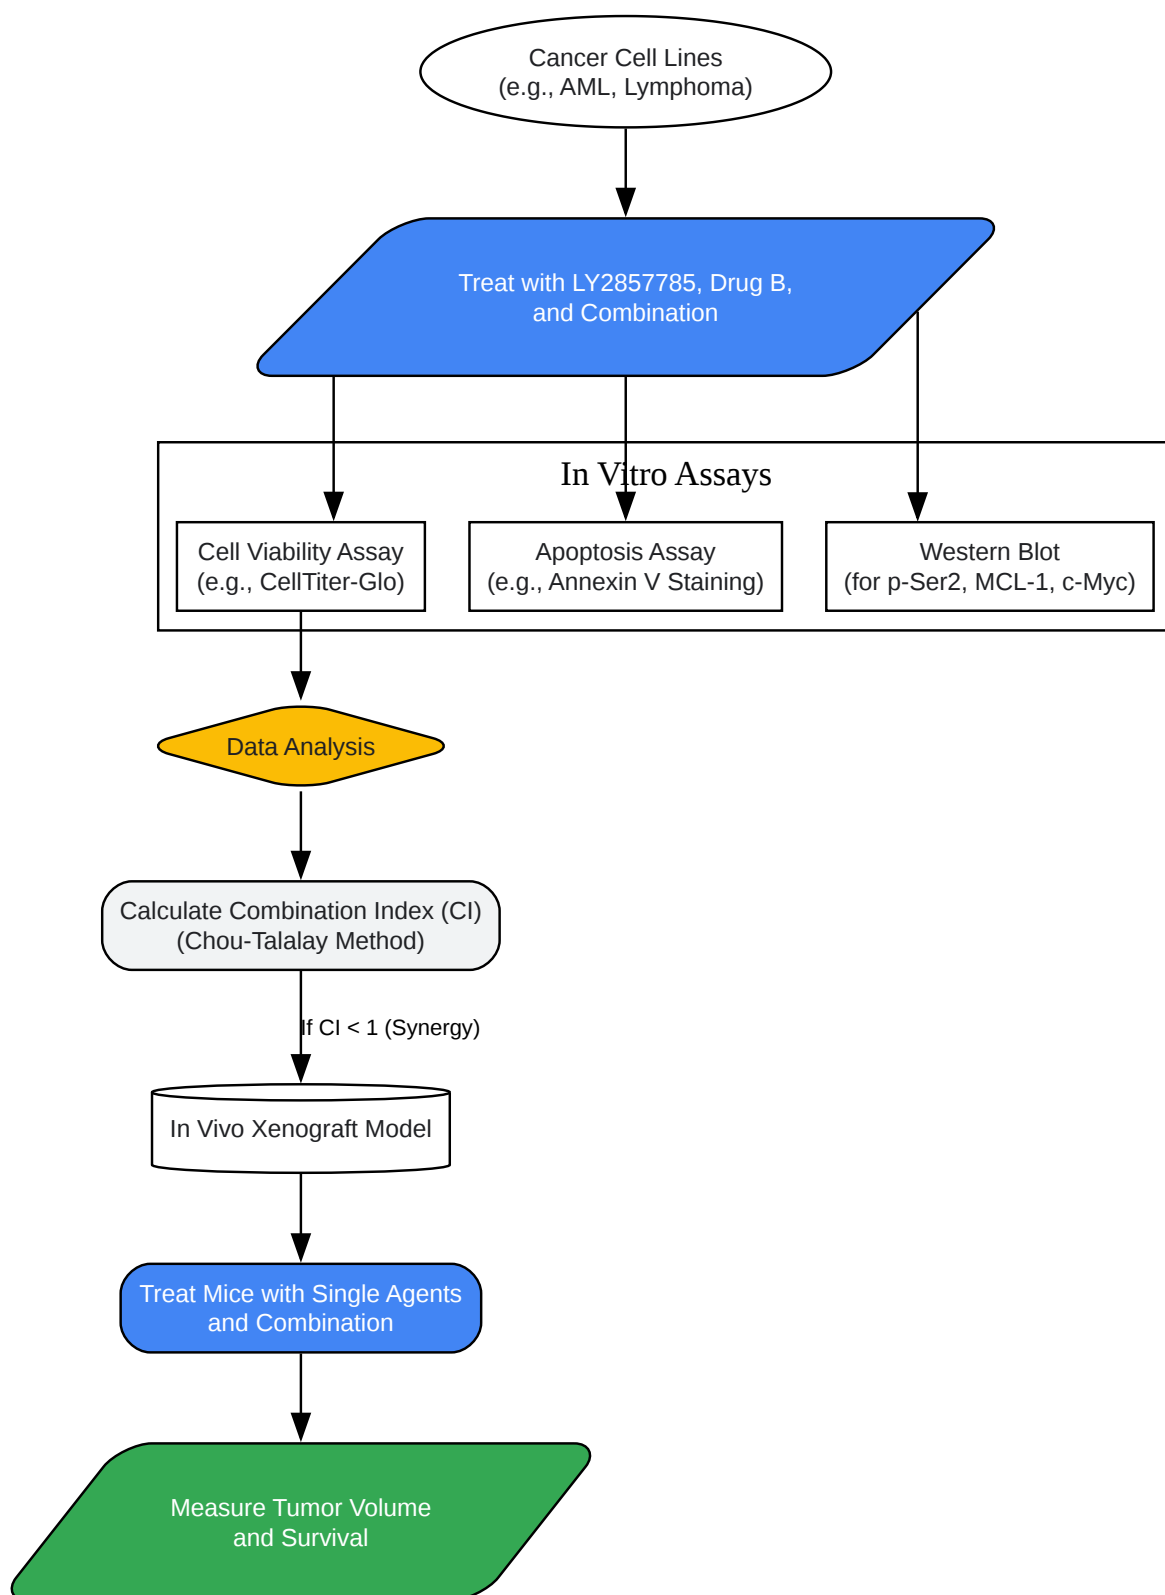 Cancer Cell Lines
(e.g., AML, Lymphoma)
Treat with LY2857785, Drug B,
and Combination
In Vitro Assays
Cell Viability Assay
(e.g., CellTiter-Glo)
Apoptosis Assay
(e.g., Annexin V Staining)
Western Blot
(for p-Ser2, MCL-1, c-Myc)
Data Analysis
Calculate Combination Index (CI)
(Chou-Talalay Method)
If CI < 1 (Synergy)
In Vivo Xenograft Model
Treat Mice with Single Agents
and Combination
Measure Tumor Volume
and Survival